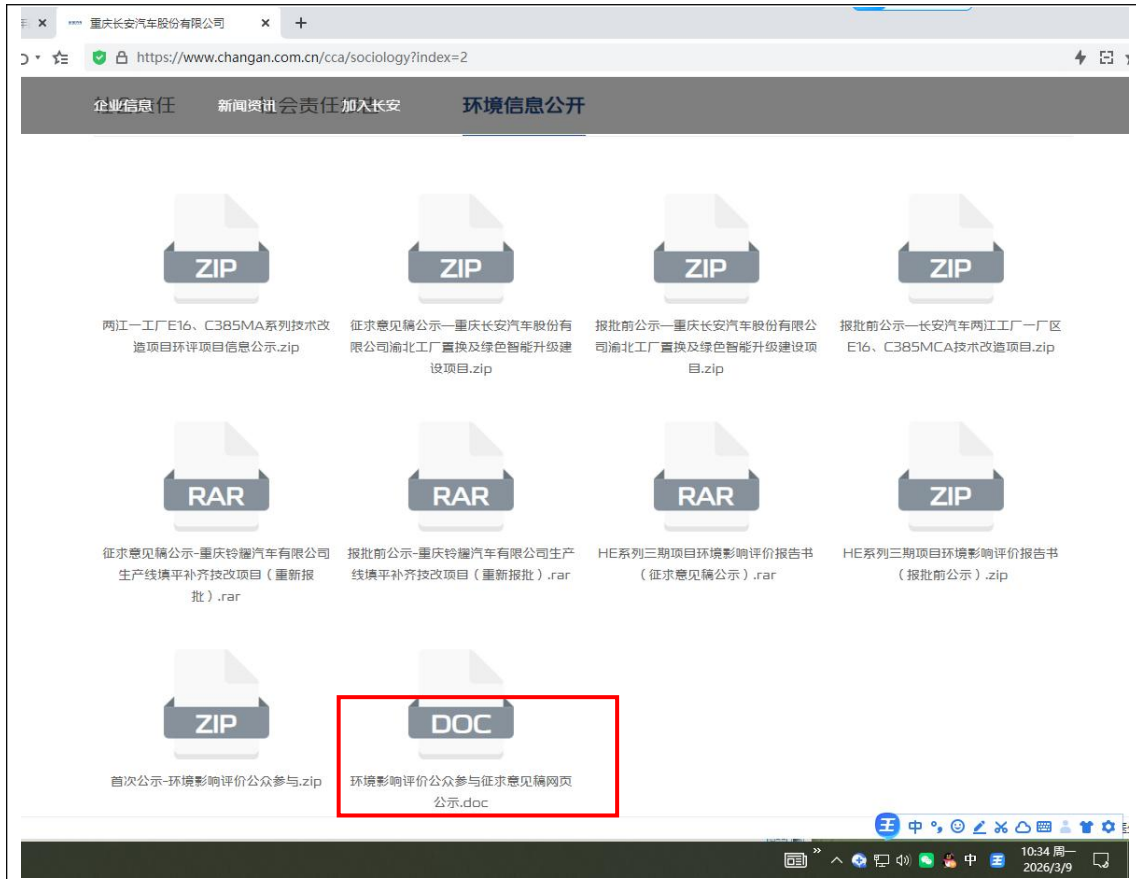 重庆长安汽车股份有限公司
https://www.changan.com.cn/cca/sociology?index=2
企业信息
新闻资讯
加入长安
环境信息公开
ZIP
ZIP
ZIP
ZIP
两江一工厂E16、C385MA系列技术改
造项目环评项目信息公示.zip
征求意见稿公示—重庆长安汽车股份有
限公司渝北工厂置换及绿色智能升级建
设项目.zip
报批前公示—重庆长安汽车股份有限公
司渝北工厂置换及绿色智能升级建设项
目.zip
报批前公示—长安汽车两江工厂一厂区
E16、C385MCA技术改造项目.zip
RAR
RAR
RAR
ZIP
征求意见稿公示-重庆铃耀汽车有限公司
生产线填平补齐技改项目（重新报
批）.rar
报批前公示-重庆铃耀汽车有限公司生产
线填平补齐技改项目（重新报批）.rar
HE系列三期项目环境影响评价报告书
（征求意见稿公示）.rar
HE系列三期项目环境影响评价报告书
（报批前公示）.zip
ZIP
DOC
首次公示-环境影响评价公众参与.zip
环境影响评价公众参与征求意见稿网页
公示.doc
王 中
中 王
10:34 周一
2026/3/9